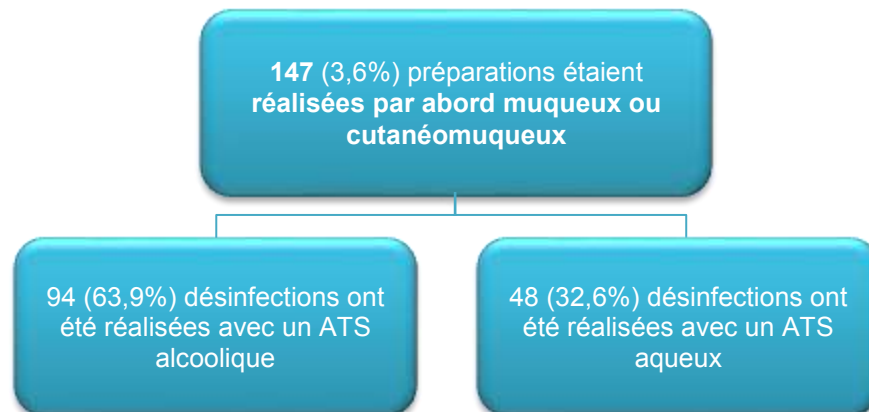 147 (3,6%) préparations étaient
réalisées par abord muqueux ou
cutanéomuqueux
94 (63,9%) désinfections ont
été réalisées avec un ATS
alcoolique
48 (32,6%) désinfections ont
été réalisées avec un ATS
aqueux